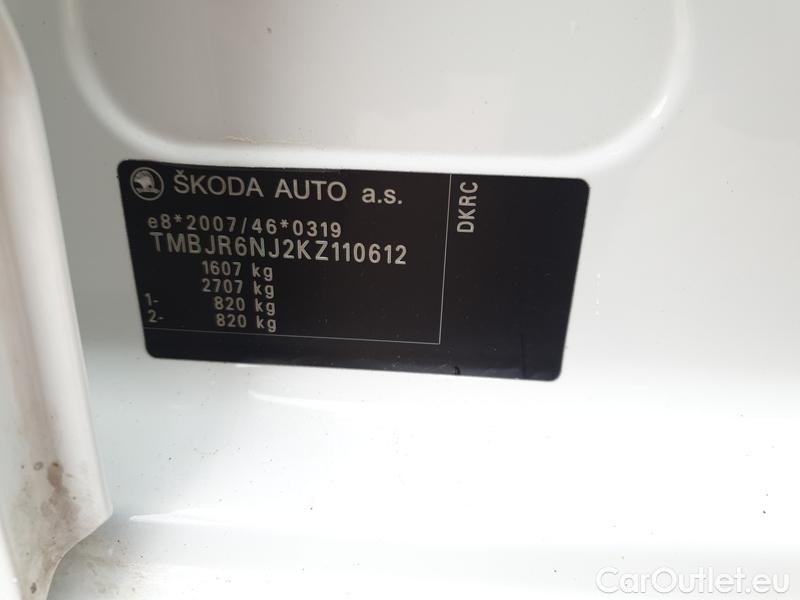 ŠKODA AUTO a.s.
e8*2007/46*0319
TMBJR6NJ2KZ110612
1607 kg
2707 kg
1- 820 kg
2- 820 kg
DKRC
CarOutlet.eu